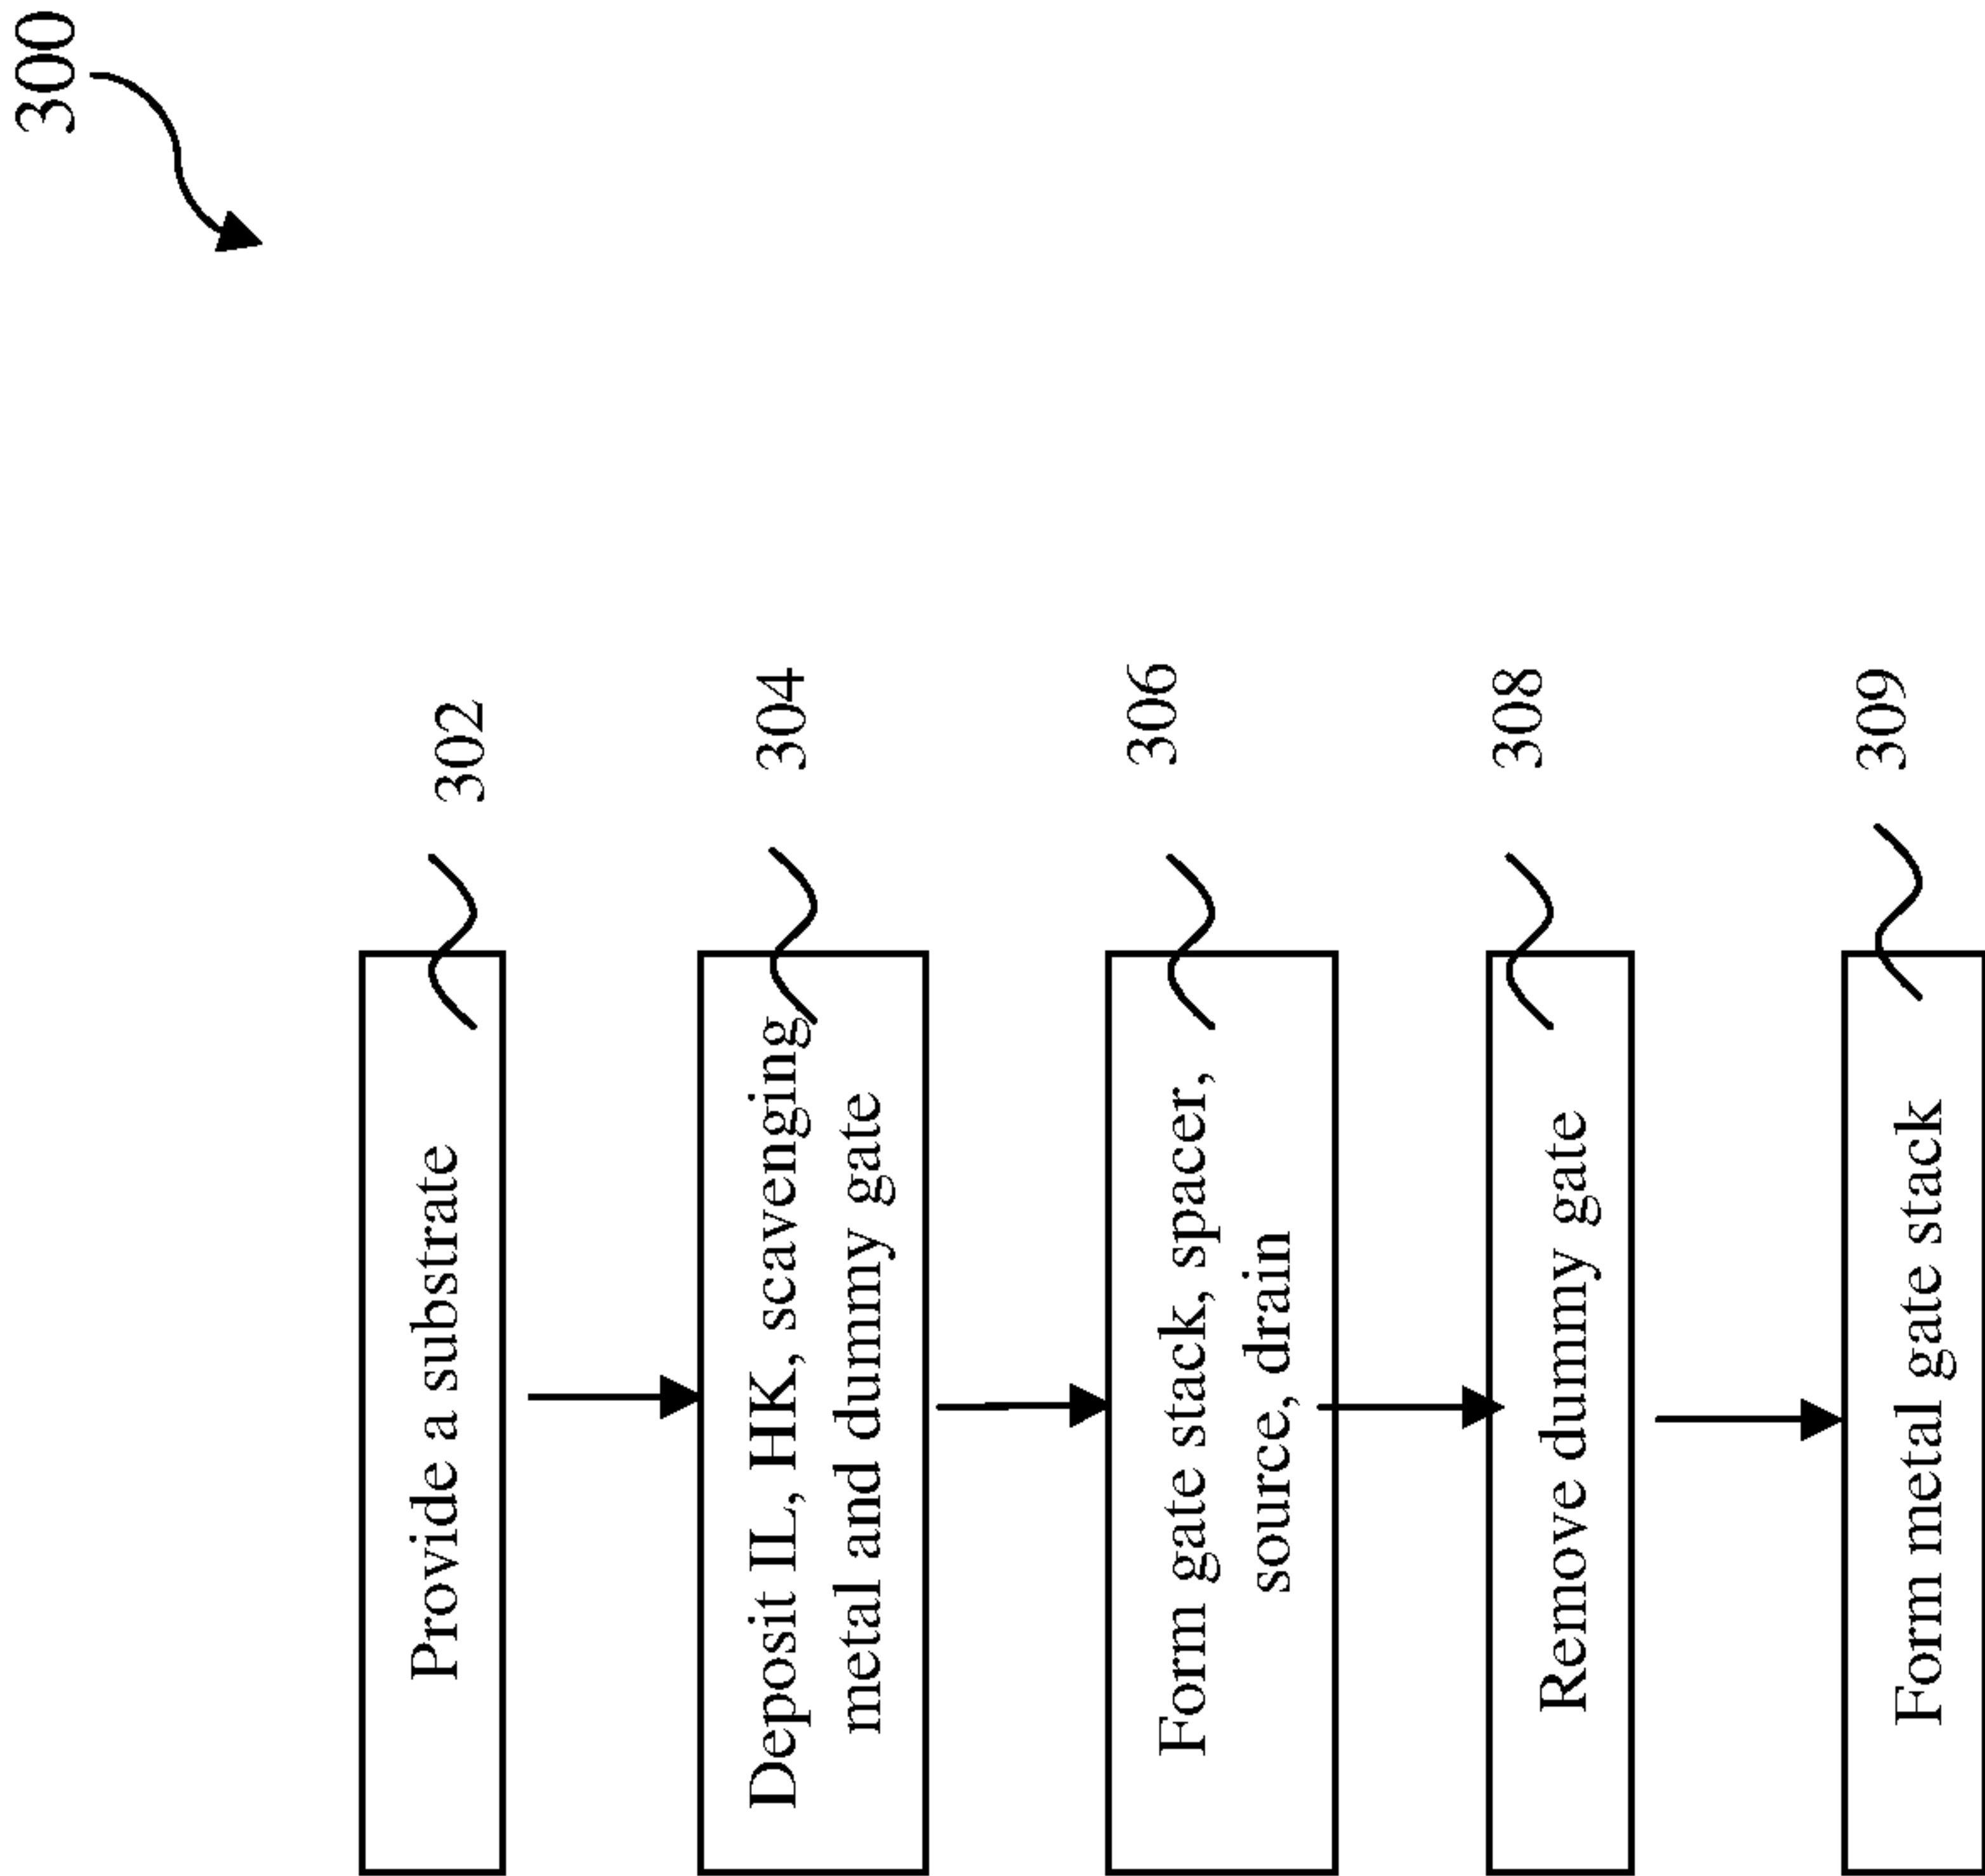 300
Provide a substrate
302
Deposit IL, HK, scavenging
metal and dummy gate
304
Form gate stack, spacer,
source, drain
306
Remove dummy gate
308
Form metal gate stack
309